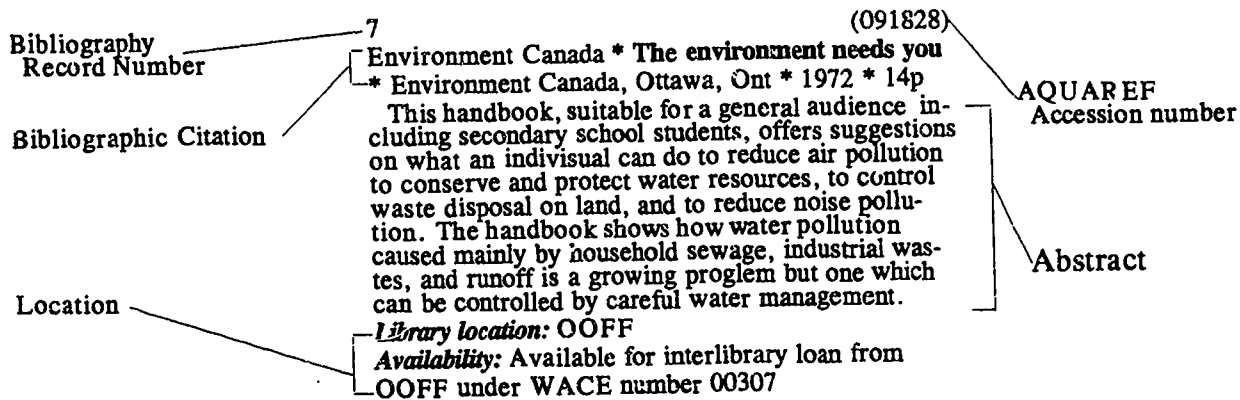 7 (091828)
Bibliography
Record Number
Environment Canada * The environment needs you
* Environment Canada, Ottawa, Ont * 1972 * 14p
AQUAREF
Accession number
Bibliographic Citation
This handbook, suitable for a general audience in-
cluding secondary school students, offers suggestions
on what an indivisual can do to reduce air pollution
to conserve and protect water resources, to control
waste disposal on land, and to reduce noise pollu-
tion. The handbook shows how water pollution
caused mainly by household sewage, industrial was-
tes, and runoff is a growing proglem but one which
can be controlled by careful water management.
Abstract
Location
Library location: OOFF
Availability: Available for interlibrary loan from
OOFF under WACE number 00307